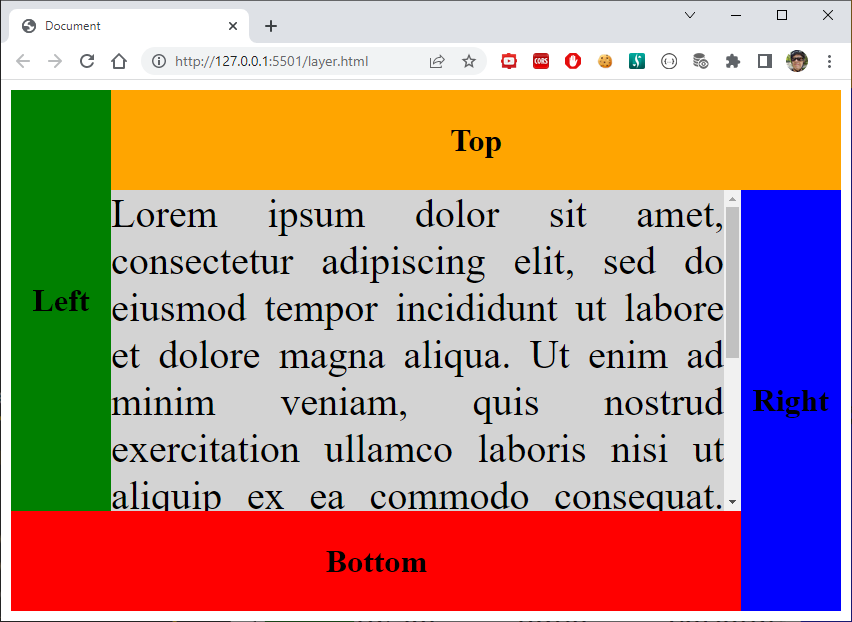 Document
http://127.0.0.1:5501/layer.html
CORS
Top
Left
Lorem ipsum dolor sit amet,
consectetur adipiscing elit, sed do
eiusmod tempor incididunt ut labore
et dolore magna aliqua. Ut enim ad
minim veniam, quis nostrud
exercitation ullamco laboris nisi ut
aliquip ex ea commodo consequat.
Right
Bottom